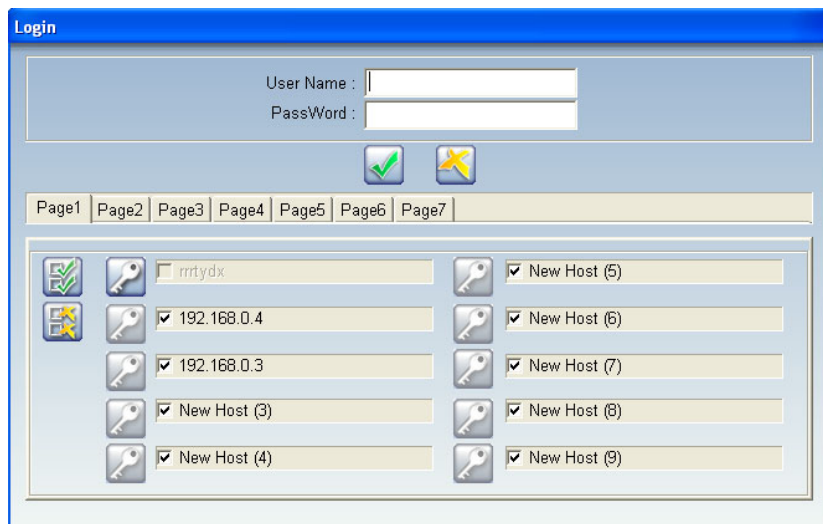 Login
User Name :
PassWord :
Page1 Page2 Page3 Page4 Page5 Page6 Page7
rrrtydx New Host (5)
192.168.0.4 New Host (6)
192.168.0.3 New Host (7)
New Host (3) New Host (8)
New Host (4) New Host (9)